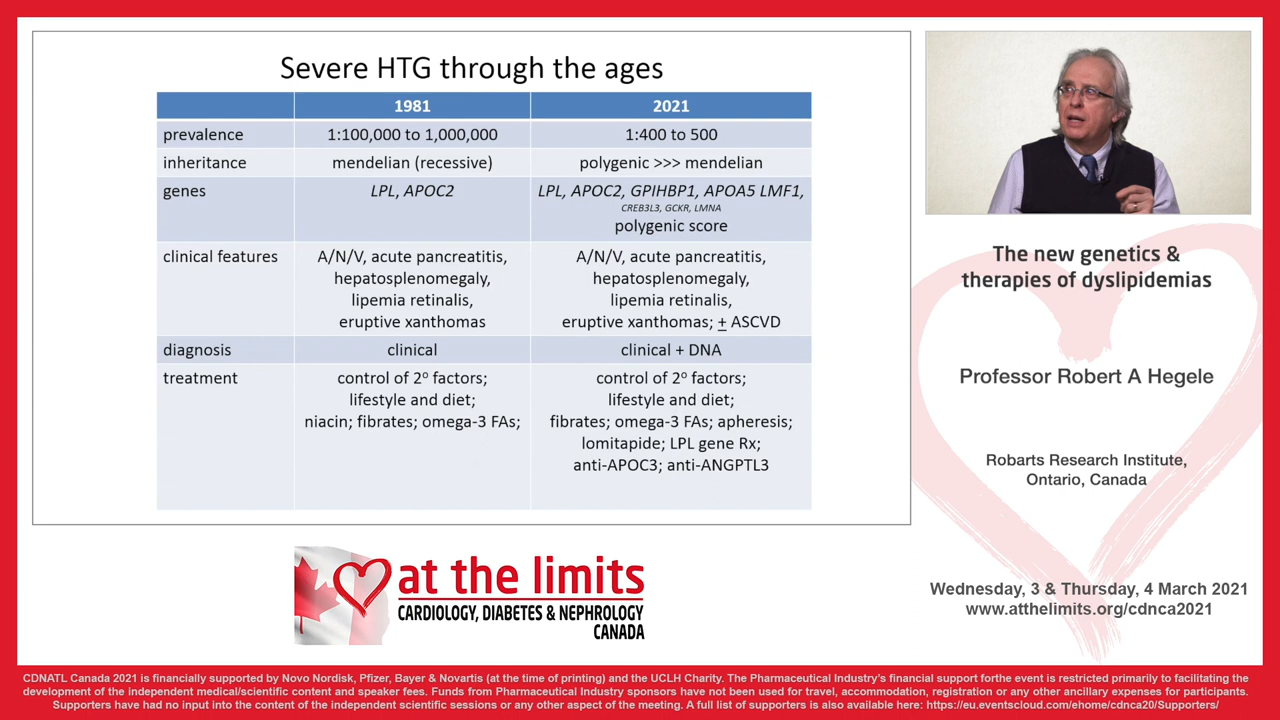 Severe HTG through the ages
1981 2021
prevalence 1:100,000 to 1,000,000 1:400 to 500
inheritance mendelian (recessive) polygenic >>> mendelian
genes LPL, APOC2 LPL, APOC2, GPIHBP1, APOA5 LMF1,
CREB3L3, GCKR, LMNA
polygenic score
clinical features A/N/V, acute pancreatitis, A/N/V, acute pancreatitis,
hepatosplenomegaly, hepatosplenomegaly,
lipemia retinalis, lipemia retinalis,
eruptive xanthomas eruptive xanthomas; ± ASCVD
diagnosis clinical clinical + DNA
treatment control of 2º factors; control of 2º factors;
lifestyle and diet; lifestyle and diet;
niacin; fibrates; omega-3 FAs; fibrates; omega-3 FAs; apheresis;
lomitapide; LPL gene Rx;
anti-APOC3; anti-ANGPTL3
The new genetics &
therapies of dyslipidemias
Professor Robert A Hegele
Robarts Research Institute,
Ontario, Canada
Wednesday, 3 & Thursday, 4 March 2021
www.atthelimits.org/cdnca2021
at the limits
CARDIOLOGY, DIABETES & NEPHROLOGY
CANADA
CDNATL Canada 2021 is financially supported by Novo Nordisk, Pfizer, Bayer & Novartis (at the time of printing) and the UCLH Charity. The Pharmaceutical Industry's financial support forthe event is restricted primarily to facilitating the
development of the independent medical/scientific content and speaker fees. Funds from Pharmaceutical Industry sponsors have not been used for travel, accommodation, registration or any other ancillary expenses for participants.
Supporters have had no input into the content of the independent scientific sessions or any other aspect of the meeting. A full list of supporters is also available here: https://eu.eventscloud.com/ehome/cdnca20/Supporters/